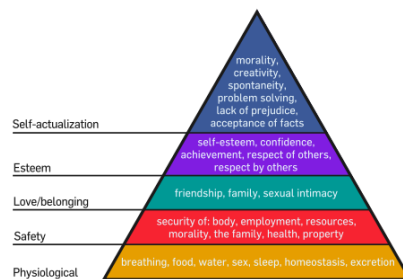 morality,
creativity,
spontaneity,
problem solving,
lack of prejudice,
acceptance of facts
Self-actualization
self-esteem, confidence,
achievement, respect of others,
respect by others
Esteem
friendship, family, sexual intimacy
Love/belonging
security of: body, employment, resources,
morality, the family, health, property
Safety
breathing, food, water, sex, sleep, homeostasis, excretion
Physiological